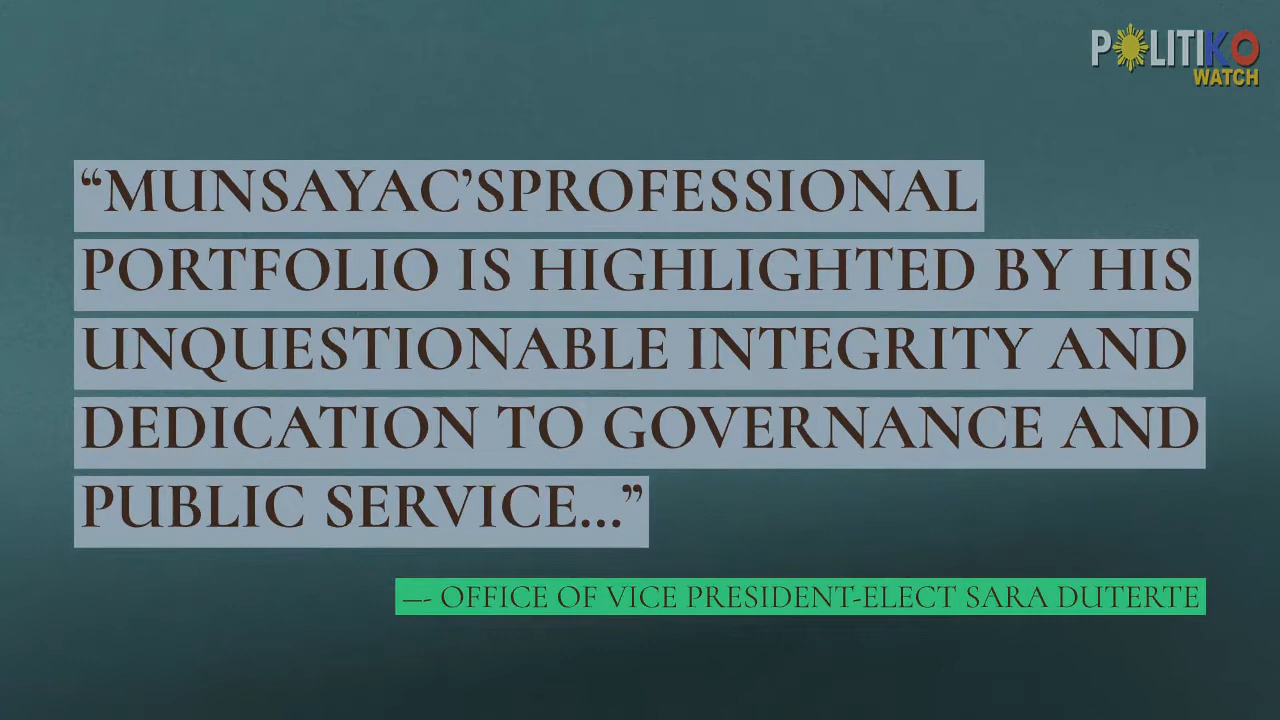 POLITIKO
WATCH
“MUNSAYAC’SPROFESSIONAL
PORTFOLIO IS HIGHLIGHTED BY HIS
UNQUESTIONABLE INTEGRITY AND
DEDICATION TO GOVERNANCE AND
PUBLIC SERVICE...”
—- OFFICE OF VICE PRESIDENT-ELECT SARA DUTERTE